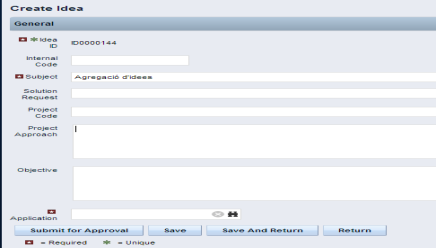 Create Idea
General
Idea ID ID0000144
Internal Code
Subject Agregació d'idees
Solution Request
Project Code
Project Approach
Objective
Application
Submit for Approval Save Save And Return Return
= Required = Unique